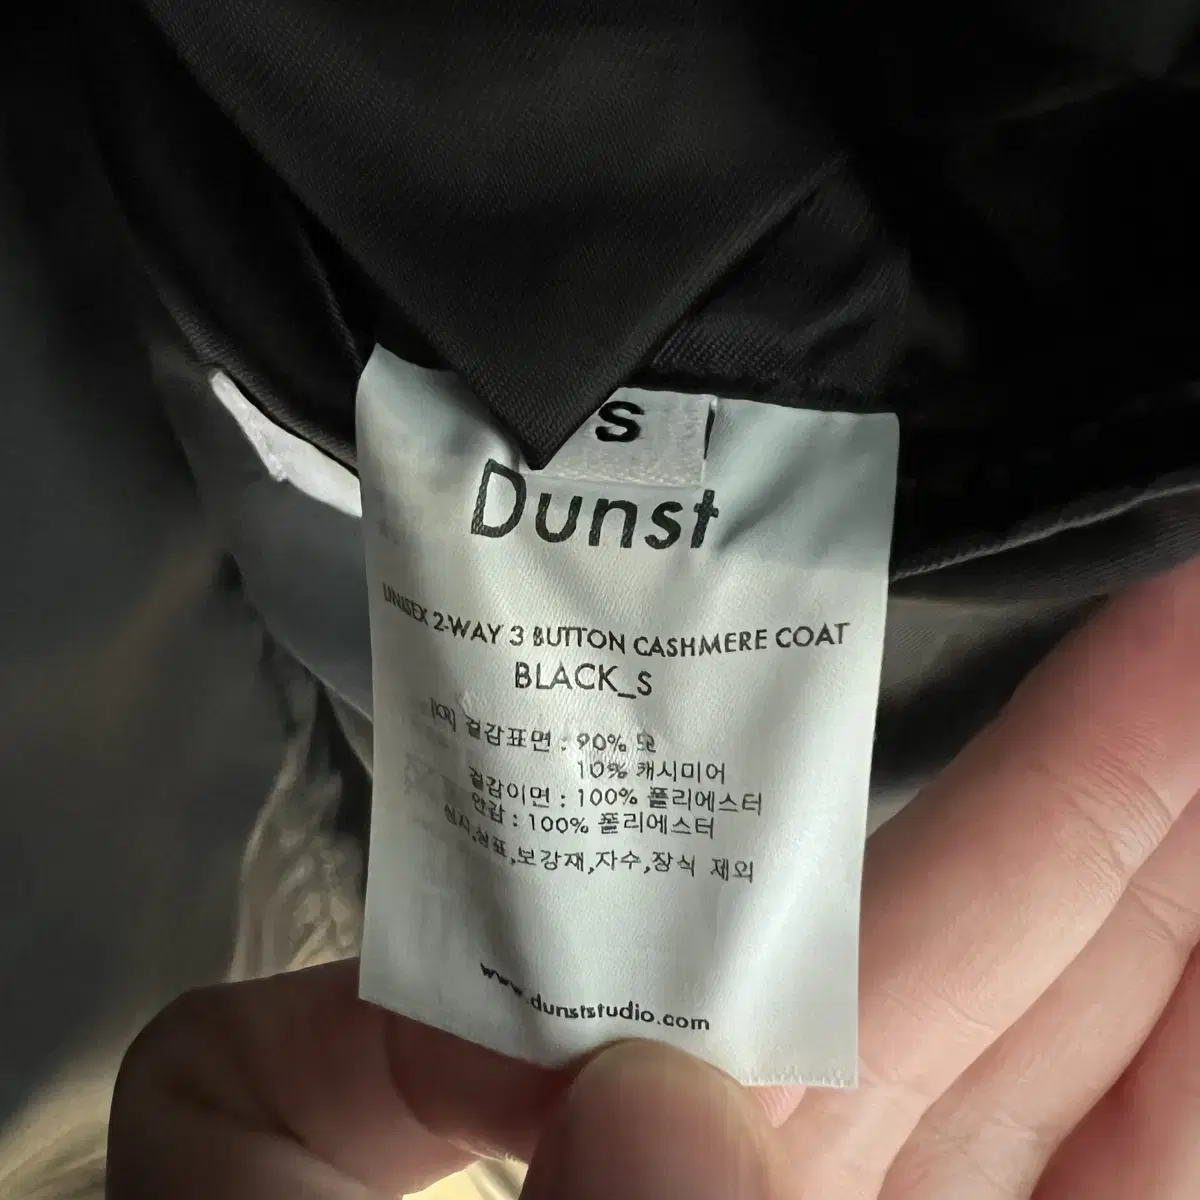 S
Dunst
UNISEX 2-WAY 3 BUTTON CASHMERE COAT
BLACK_S
[KR] 겉감표면 : 90% 모
10% 캐시미어
겉감이면 : 100% 폴리에스터
안감 : 100% 폴리에스터
심지,심표,보강재,자수,장식 제외
www.dunststudio.com